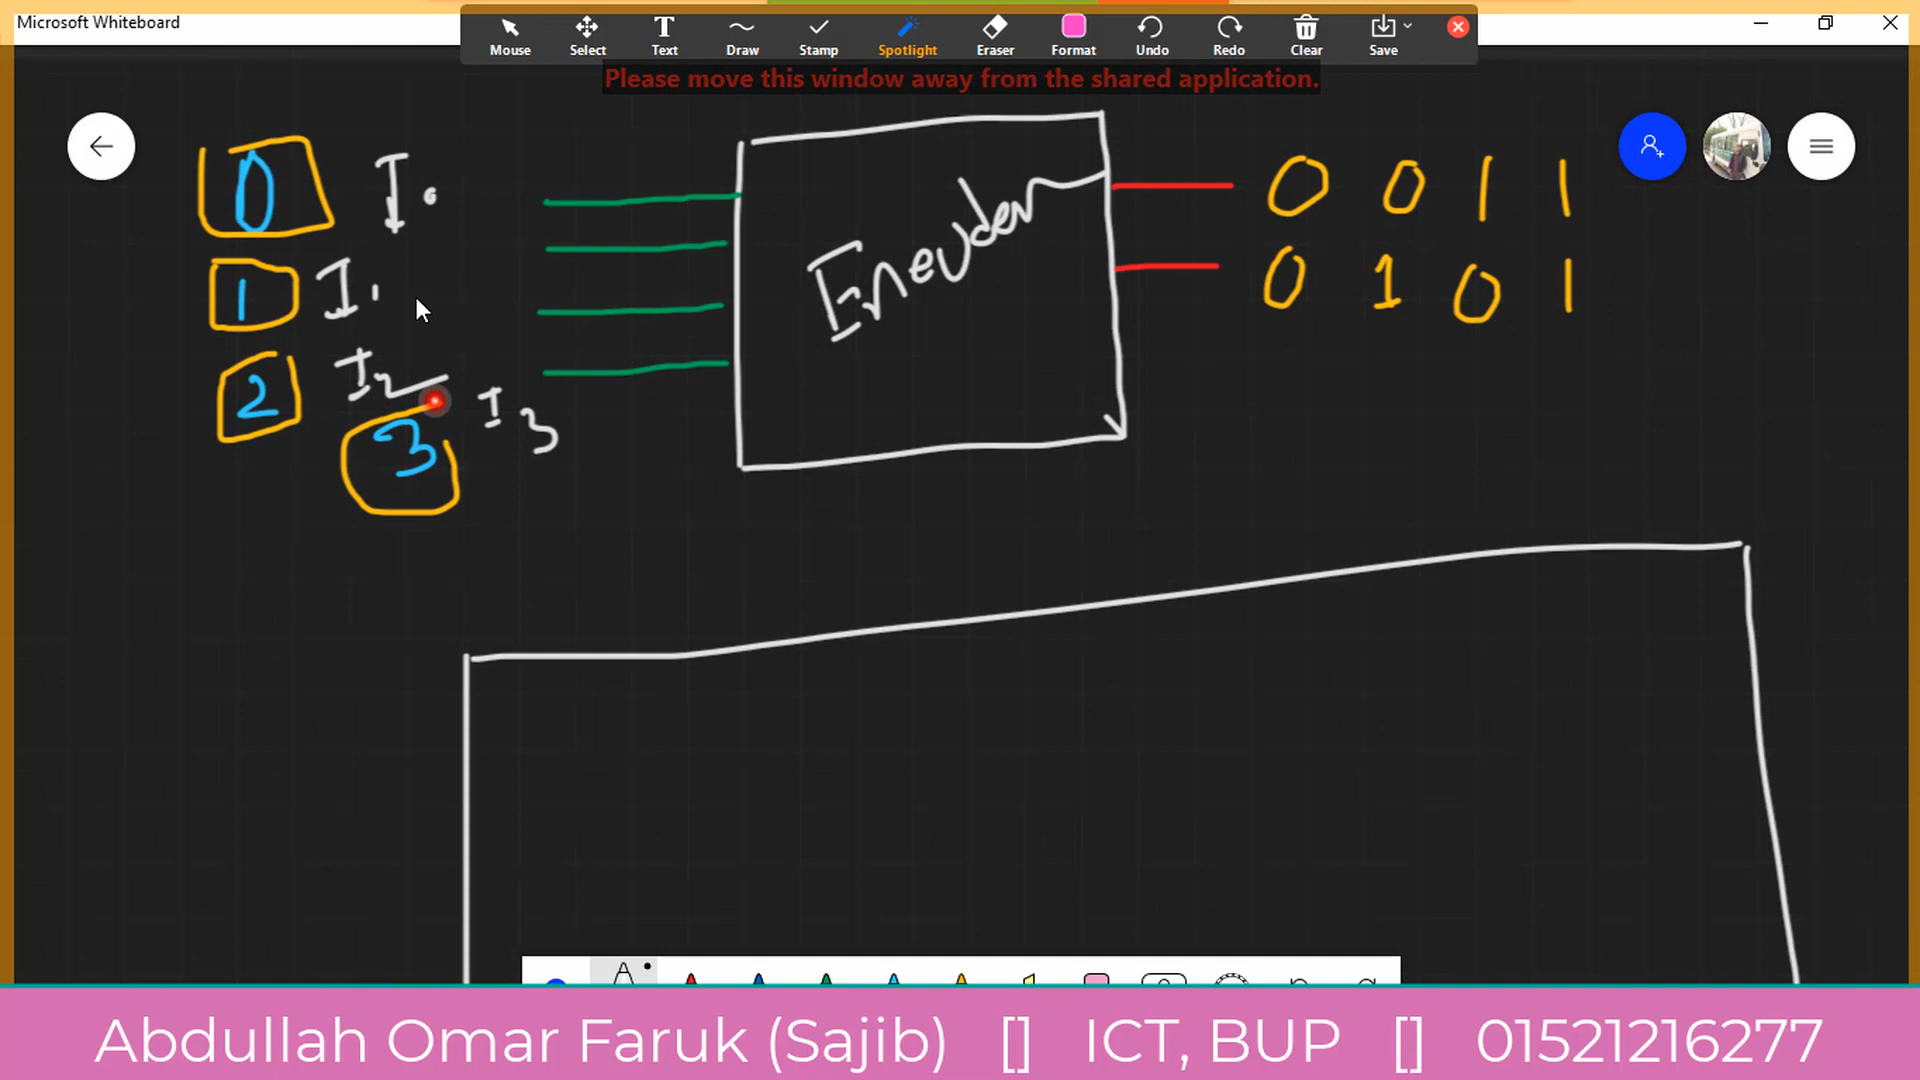 Microsoft Whiteboard
Mouse Select Text Draw Stamp Spotlight Eraser Format Undo Redo Clear Save
Please move this window away from the shared application.
0 I0
1 I1
2 I2
3 I3
Encoder
0 0 1 1
0 1 0 1
Abdullah Omar Faruk (Sajib) [] ICT, BUP [] 01521216277